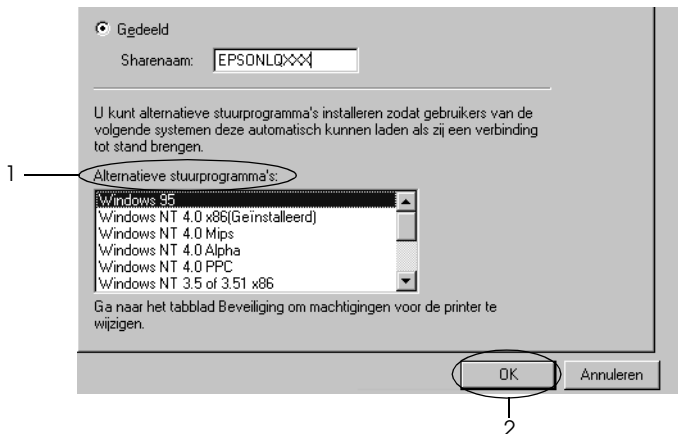 Gedeeld
Sharenaam: EPSONLQXXX
U kunt alternatieve stuurprogramma's installeren zodat gebruikers van de
volgende systemen deze automatisch kunnen laden als zij een verbinding
tot stand brengen.
1
Alternatieve stuurprogramma's:
Windows 95
Windows NT 4.0 x86(Geïnstalleerd)
Windows NT 4.0 Mips
Windows NT 4.0 Alpha
Windows NT 4.0 PPC
Windows NT 3.5 of 3.51 x86
Ga naar het tabblad Beveiliging om machtigingen voor de printer te
wijzigen.
OK Annuleren
2